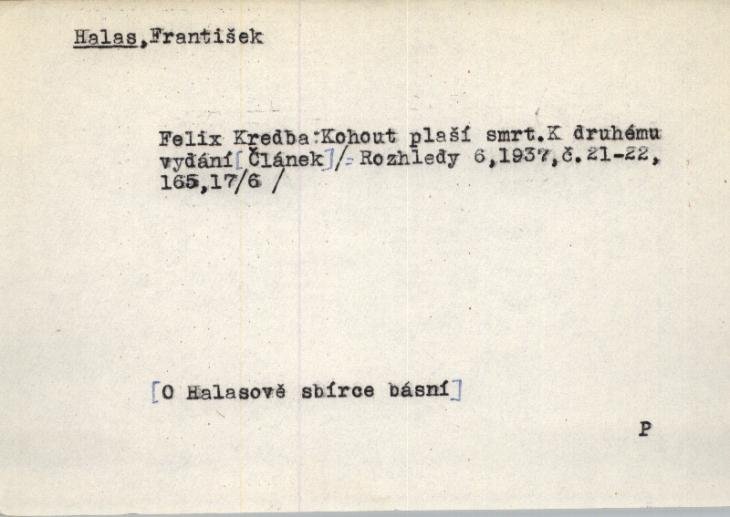 Halas,František
Felix Kředba:Kohout plaší smrt.K druhému
vydání[Článek]/= Rozhledy 6,1937,č.21-22,
165,17/6 /
[O Halasově sbírce básní]
P